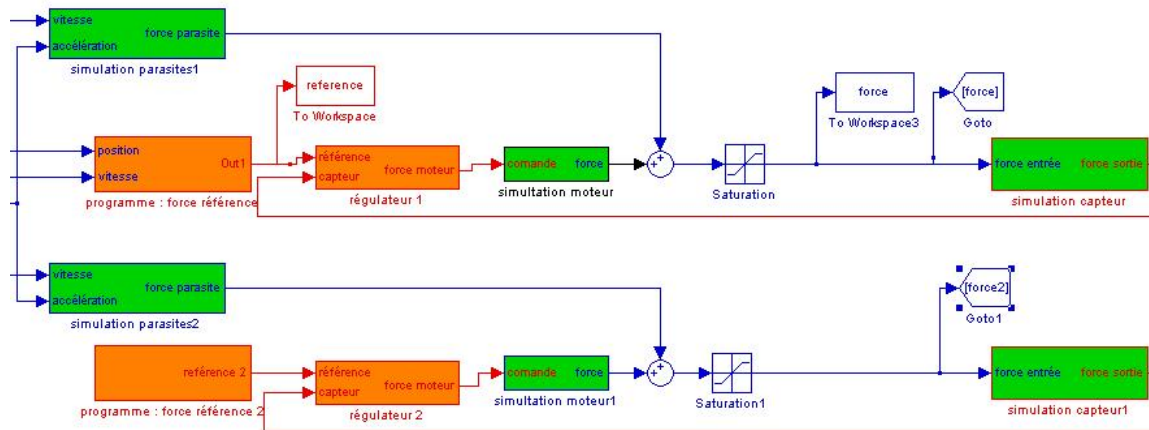 vitesse
force parasite
accélération
simulation parasites1
reference
To Workspace
force
To Workspace3
[force]
Goto
position
Out1
vitesse
programme : force référence
référence
force moteur
capteur
régulateur 1
comande
force
simultation moteur
Saturation
force entrée
force sortie
simulation capteur
vitesse
force parasite
accélération
simulation parasites2
[force2]
Goto1
reférence 2
programme : force référence 2
référence
force moteur
capteur
régulateur 2
comande
force
simultation moteur1
Saturation1
force entrée
force sortie
simulation capteur1